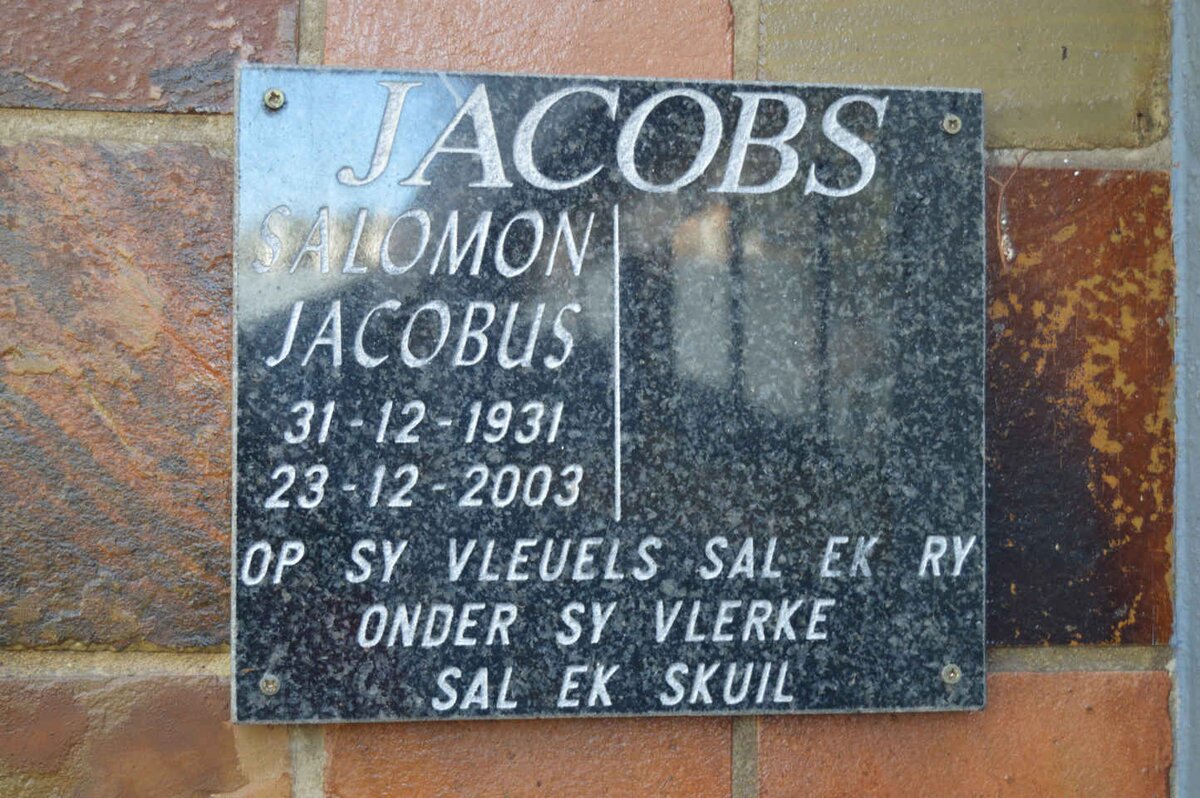 JACOBS
SALOMON
JACOBUS
31-12-1931
23-12-2003
OP SY VLEUELS SAL EK RY
ONDER SY VLERKE
SAL EK SKUIL